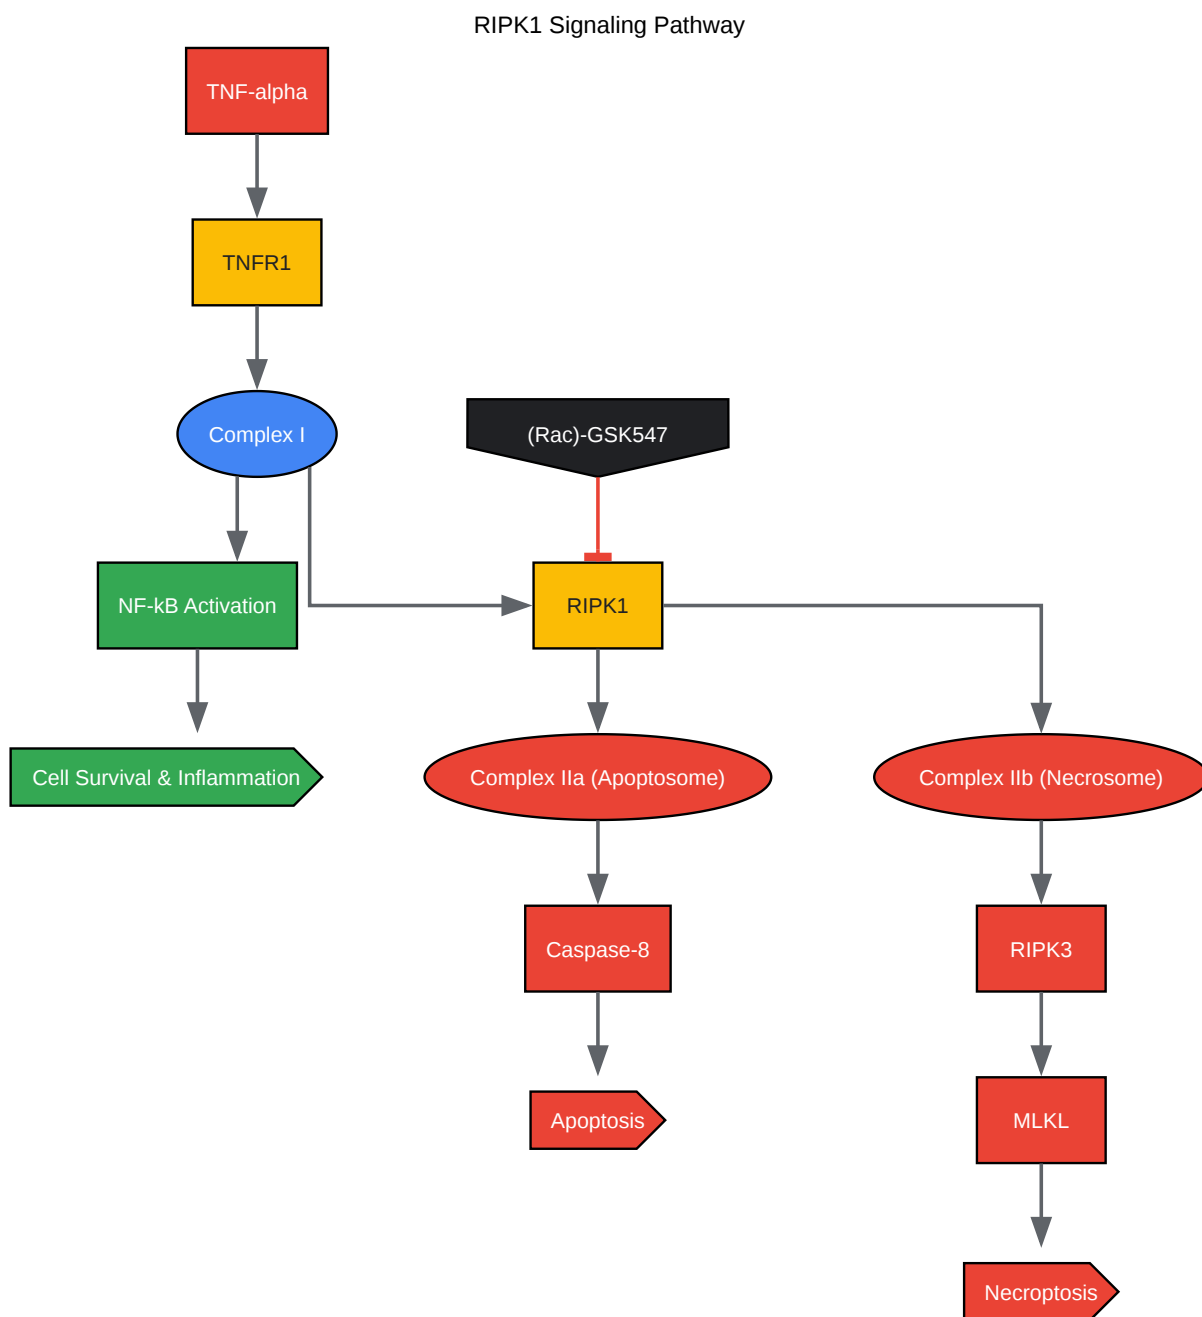 RIPK1 Signaling Pathway
TNF-alpha
TNFR1
Complex I
(Rac)-GSK547
NF-kB Activation
RIPK1
Cell Survival & Inflammation
Complex IIa (Apoptosome)
Complex IIb (Necrosome)
Caspase-8
RIPK3
Apoptosis
MLKL
Necroptosis